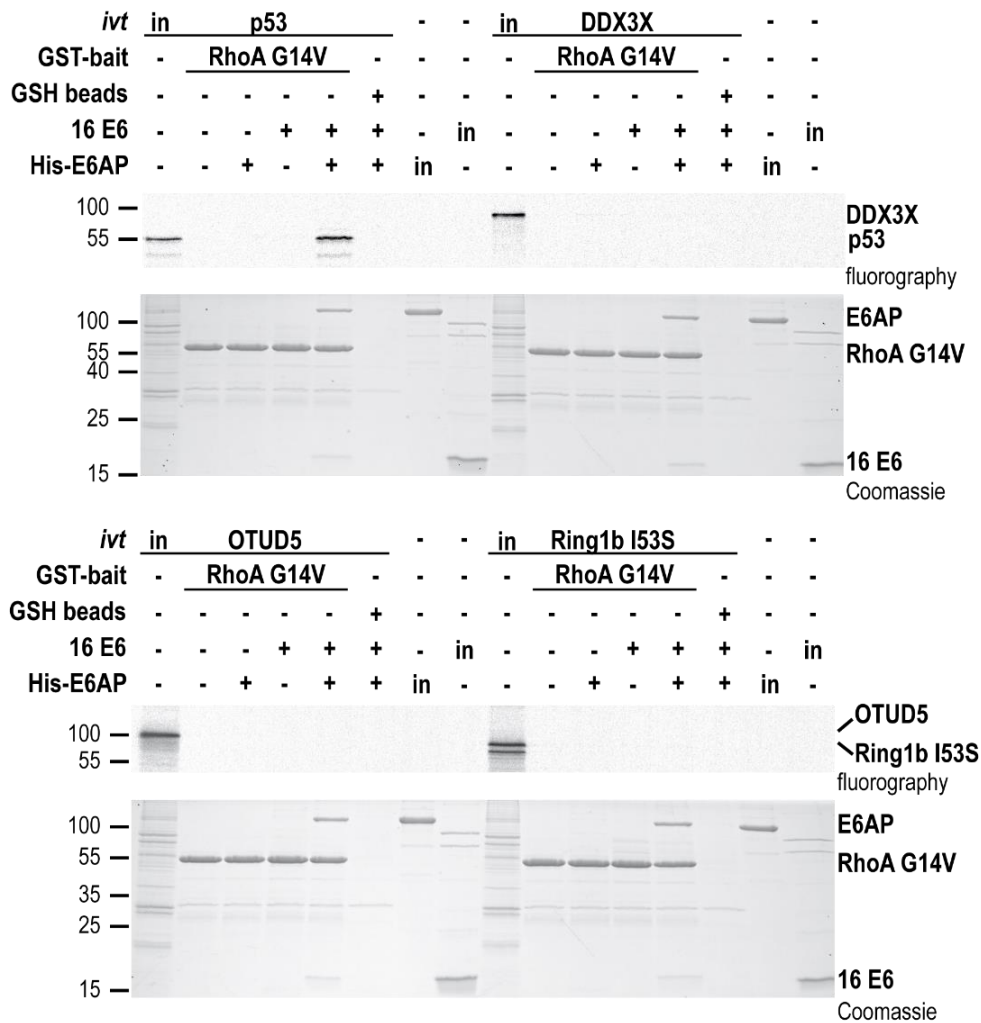 ivt in p53 - - in DDX3X - -
GST-bait - RhoA G14V - - - - RhoA G14V - - -
GSH beads - - - - - + - - - - - - - + - -
16 E6 - - - + + + - in - - - + + + - in
His-E6AP - - + - + + in - - - + - + + in -
100
DDX3X
55
p53
fluorography
E6AP
100
55
RhoA G14V
40
25
15
16 E6
Coomassie
ivt in OTUD5 - - in Ring1b I53S - -
GST-bait - RhoA G14V - - - - RhoA G14V - - -
GSH beads - - - - - + - - - - - - - + - -
16 E6 - - - + + + - in - - - + + + - in
His-E6AP - - + - + + in - - - + - + + in -
OTUD5
100
55
Ring1b I53S
fluorography
100
E6AP
55
RhoA G14V
35
25
15
16 E6
Coomassie